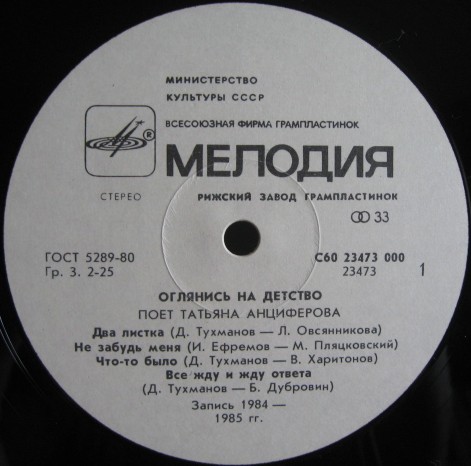 МИНИСТЕРСТВО
КУЛЬТУРЫ СССР
ВСЕСОЮЗНАЯ ФИРМА ГРАМПЛАСТИНОК
®
МЕЛОДИЯ
СТЕРЕО
РИЖСКИЙ ЗАВОД ГРАМПЛАСТИНОК
33
ГОСТ 5289-80
Гр. 3. 2-25
С60 23473 000
23473
1
ОГЛЯНИСЬ НА ДЕТСТВО
ПОЕТ ТАТЬЯНА АНЦИФЕРОВА
Два листка (Д. Тухманов — Л. Овсянникова)
Не забудь меня (И. Ефремов — М. Пляцковский)
Что-то было (Д. Тухманов — В. Харитонов)
Все жду и жду ответа
(Д. Тухманов — Б. Дубровин)
Запись 1984 —
1985 гг.